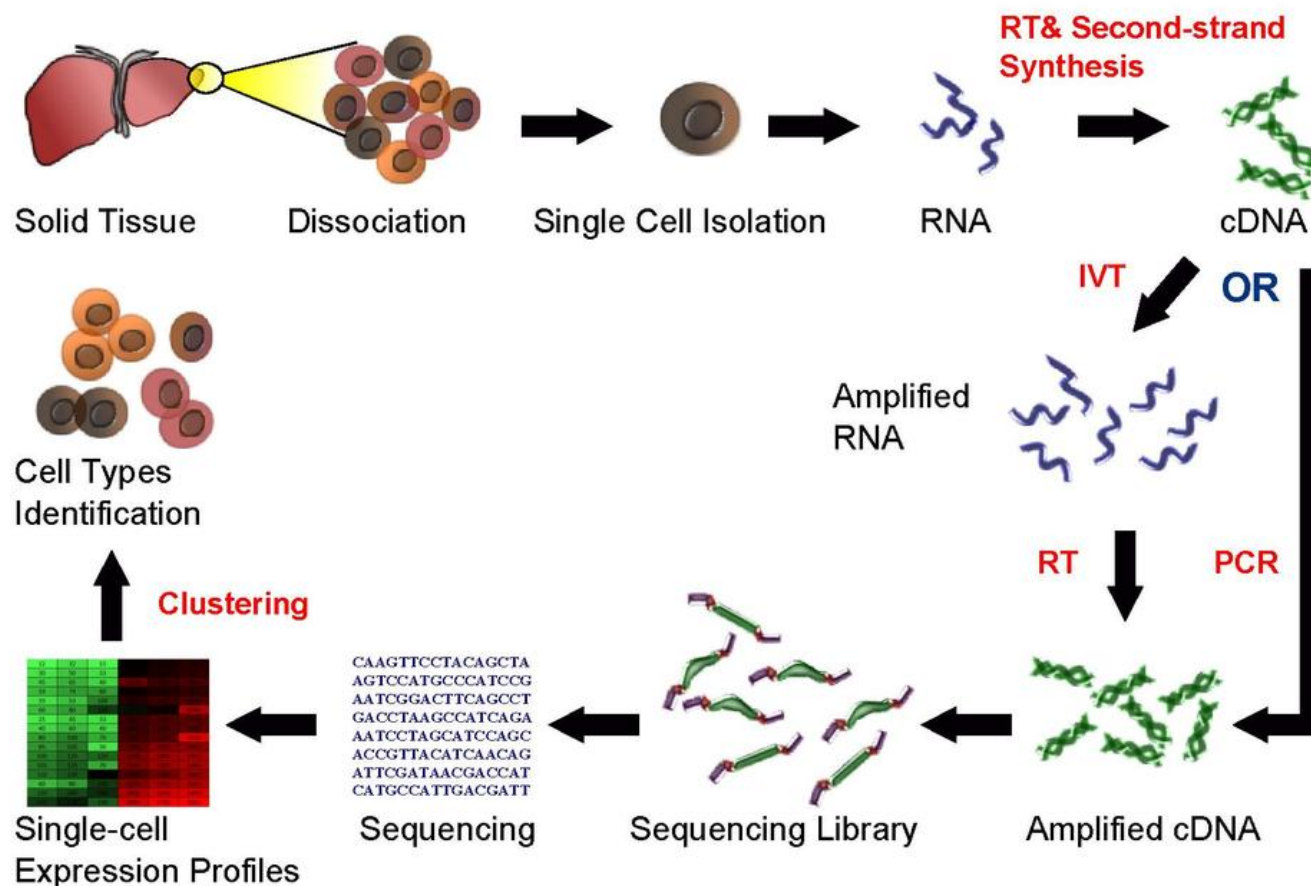 RT& Second-strand
Synthesis
Solid Tissue
Dissociation
Single Cell Isolation
RNA
cDNA
IVT
OR
Amplified
RNA
Cell Types
Identification
RT
PCR
Clustering
CAAGTTCCTACAGCTA
AGTCCATGCCCATCCG
AATCGGACTTCAGCCT
GACCTAAGCCATCAGA
AATCCTAGCATCCAGC
ACCGTTACATCAACAG
ATTCGATAACGACCAT
CATGCCATTGACGATT
Single-cell
Expression Profiles
Sequencing
Sequencing Library
Amplified cDNA